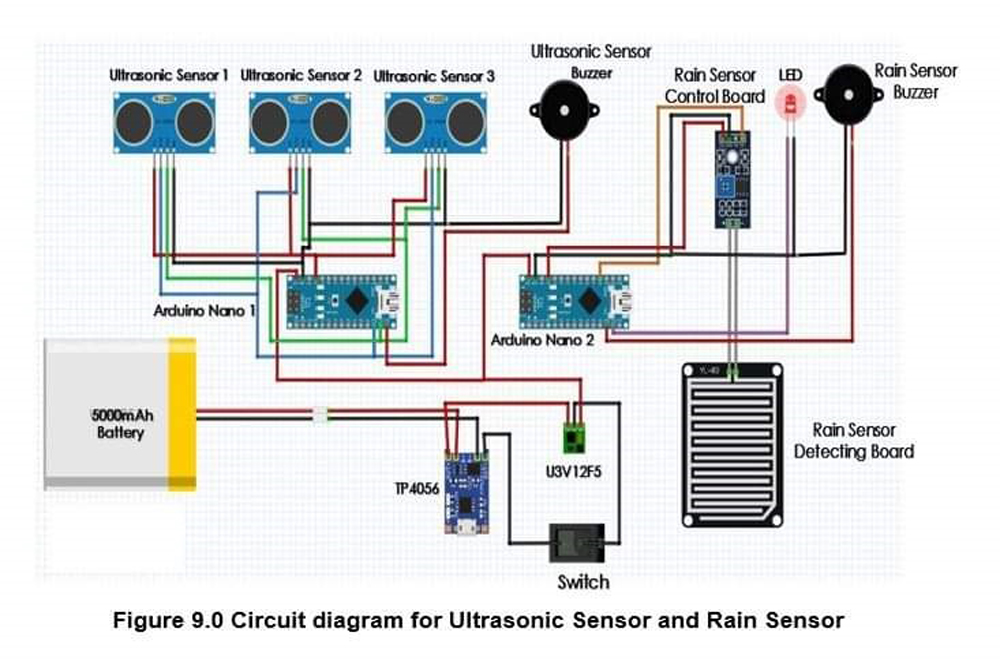 Ultrasonic Sensor 1
Ultrasonic Sensor 2
Ultrasonic Sensor 3
Ultrasonic Sensor
Buzzer
Rain Sensor
Control Board
LED
Rain Sensor
Buzzer
Arduino Nano 1
Arduino Nano 2
5000mAh
Battery
TP4056
U3V12F5
YL-83
Rain Sensor
Detecting Board
Switch
Figure 9.0 Circuit diagram for Ultrasonic Sensor and Rain Sensor